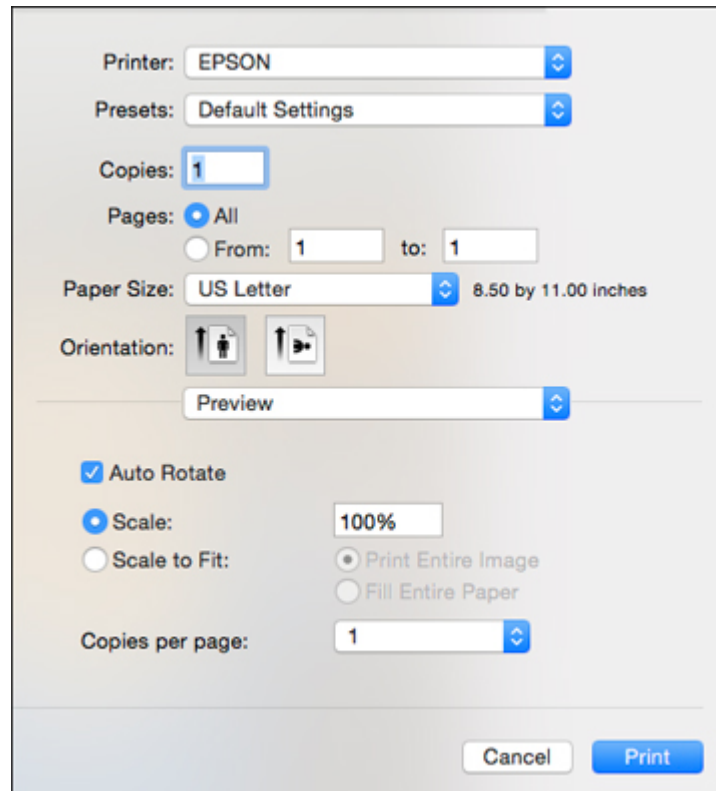 Printer: EPSON
Presets: Default Settings
Copies: 1
Pages: All
From: 1 to: 1
Paper Size: US Letter 8.50 by 11.00 inches
Orientation:
Preview
Auto Rotate
Scale: 100%
Scale to Fit: Print Entire Image
Fill Entire Paper
Copies per page: 1
Cancel Print